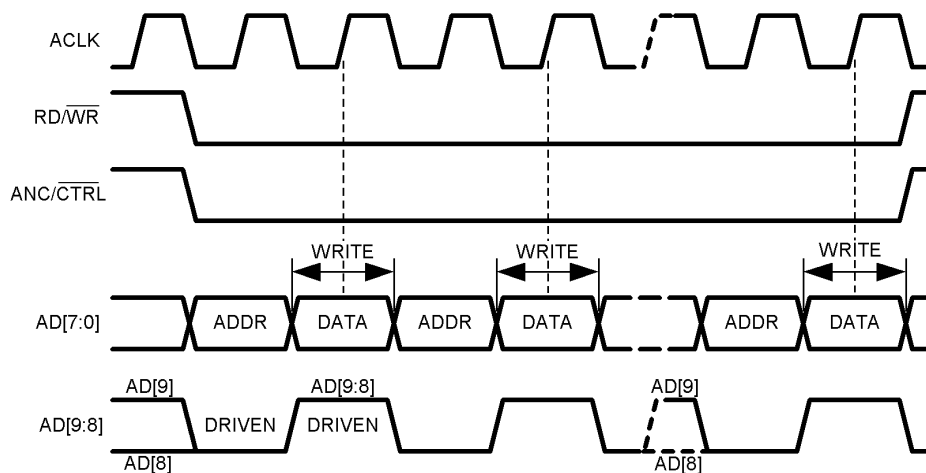 ACLK
RD/WR
ANC/CTRL
WRITE WRITE WRITE
AD[7:0] ADDR DATA ADDR DATA ADDR DATA
AD[9] AD[9:8] AD[9]
AD[9:8] DRIVEN DRIVEN
AD[8] AD[8]